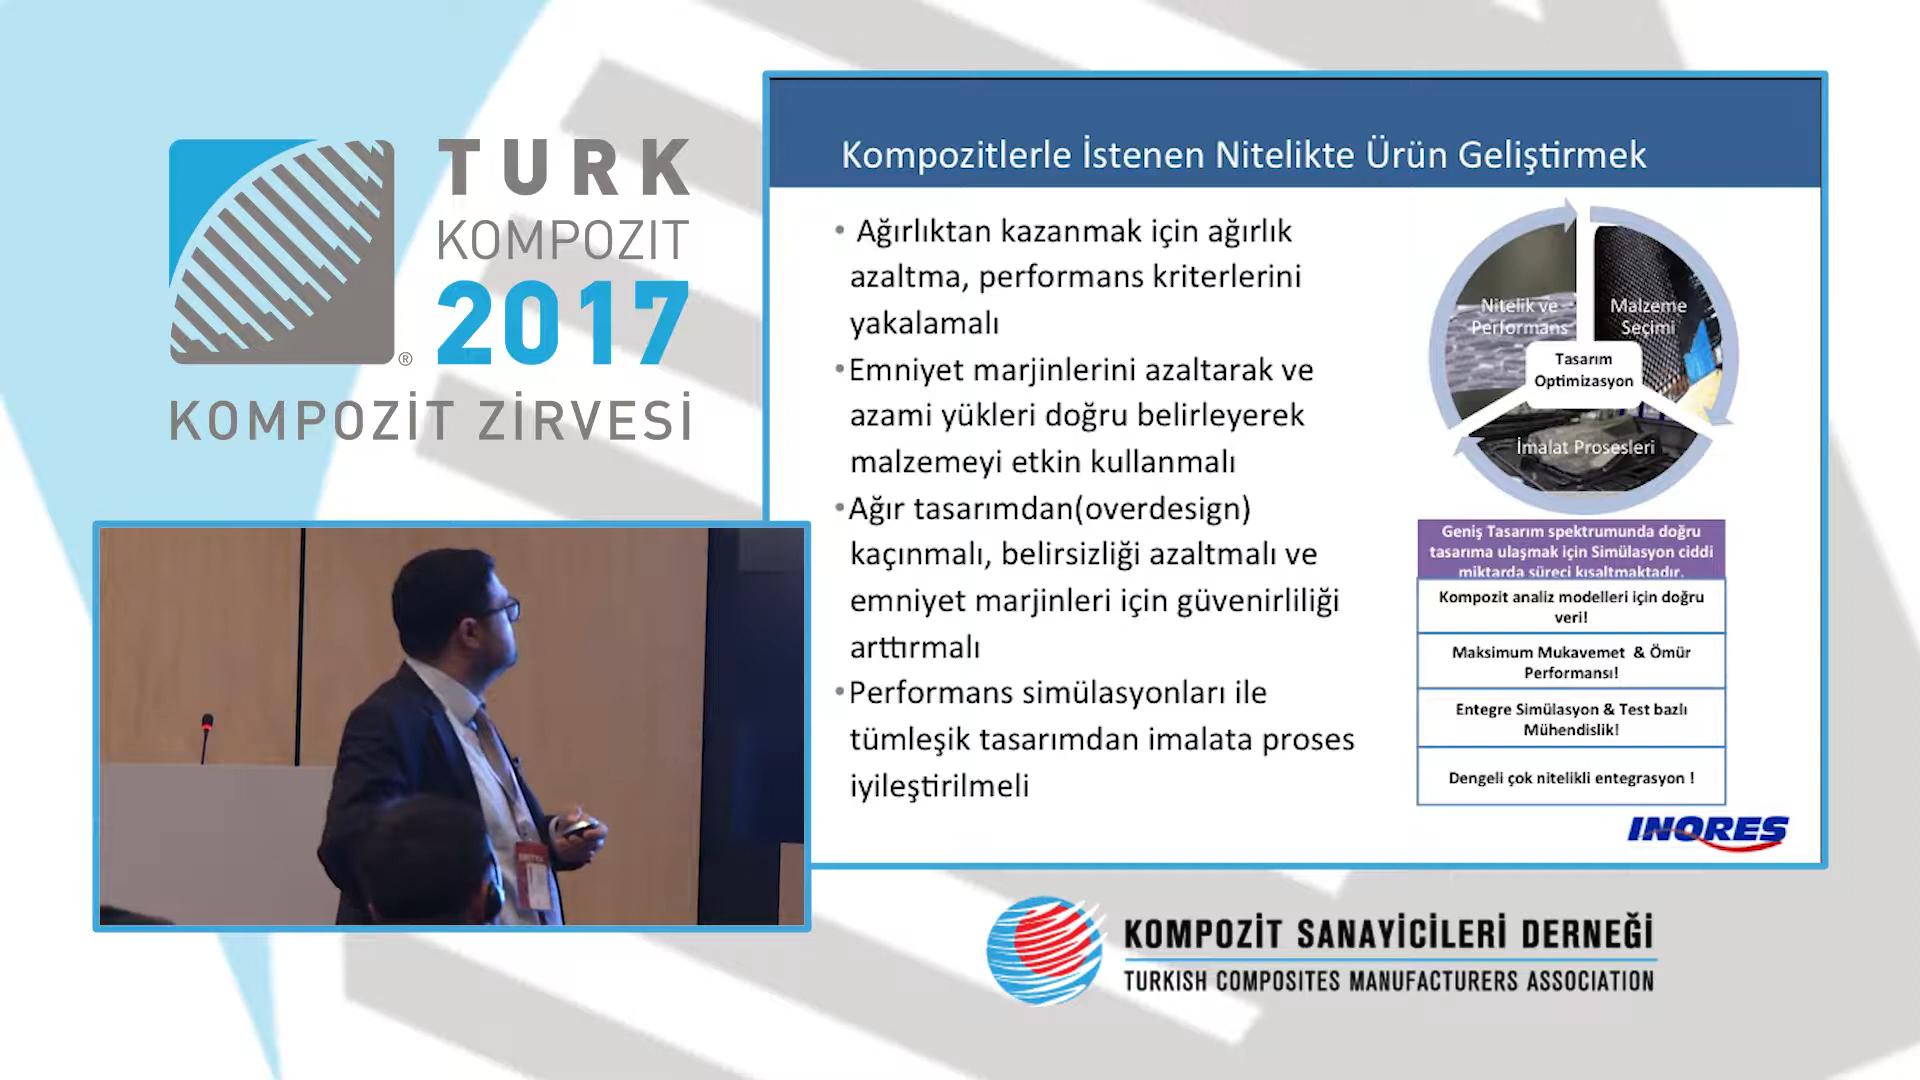 TURK
KOMPOZIT
2017
®
KOMPOZİT ZİRVESİ
Kompozitlerle İstenen Nitelikte Ürün Geliştirmek
• Ağırlıktan kazanmak için ağırlık
azaltma, performans kriterlerini
yakalamalı
•Emniyet marjinlerini azaltarak ve
azami yükleri doğru belirleyerek
malzemeyi etkin kullanmalı
•Ağır tasarımdan(overdesign)
kaçınmalı, belirsizliği azaltmalı ve
emniyet marjinleri için güvenirliliği
arttırmalı
•Performans simülasyonları ile
tümleşik tasarımdan imalata proses
iyileştirilmeli
Nitelik ve
Performans
Malzeme
Seçimi
Tasarım
Optimizasyon
İmalat Prosesleri
Geniş Tasarım spektrumunda doğru
tasarıma ulaşmak için Simülasyon ciddi
miktarda süreci kısaltmaktadır.
Kompozit analiz modelleri için doğru
veri!
Maksimum Mukavemet & Ömür
Performansı!
Entegre Simülasyon & Test bazlı
Mühendislik!
Dengeli çok nitelikli entegrasyon !
INORES
KOMPOZİT SANAYİCİLERİ DERNEĞİ
TURKISH COMPOSITES MANUFACTURERS ASSOCIATION